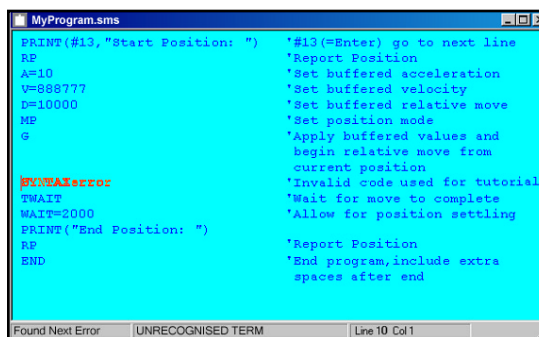 MyProgram.sms
PRINT(#13,"Start Position: ") '#13(=Enter) go to next line
RP 'Report Position
A=10 'Set buffered acceleration
V=888777 'Set buffered velocity
D=10000 'Set buffered relative move
MP 'Set position mode
G 'Apply buffered values and
begin relative move from
current position
SYNTAXerror 'Invalid code used for tutorial
TWAIT 'Wait for move to complete
WAIT=2000 'Allow for position settling
PRINT("End Position: ")
RP 'Report Position
END 'End program,include extra
spaces after end
Found Next Error UNRECOGNISED TERM Line 10 Col 1